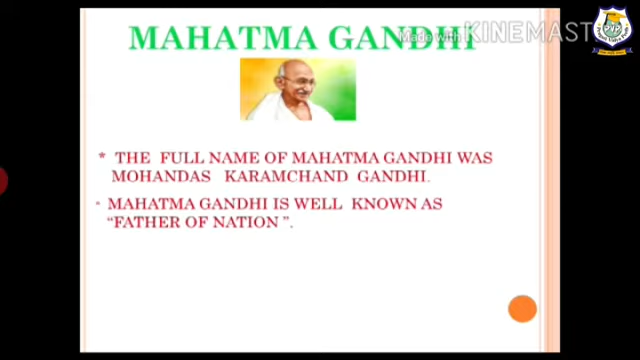 MAHATMA GANDHI
Made with KINEMAST
* THE FULL NAME OF MAHATMA GANDHI WAS
MOHANDAS KARAMCHAND GANDHI.
* MAHATMA GANDHI IS WELL KNOWN AS
“FATHER OF NATION ”.